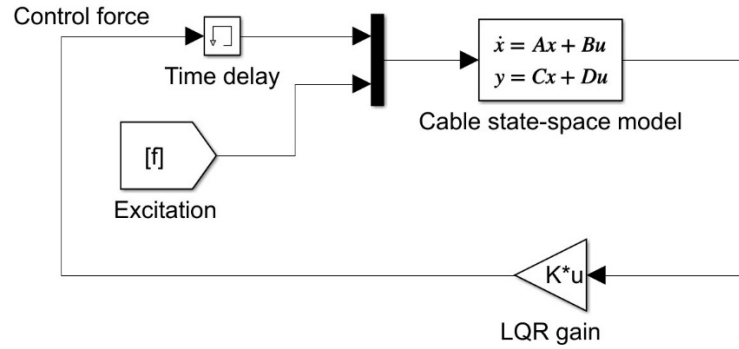 Control force
Time delay
ẋ = Ax + Bu
y = Cx + Du
Cable state-space model
[f]
Excitation
K*u
LQR gain